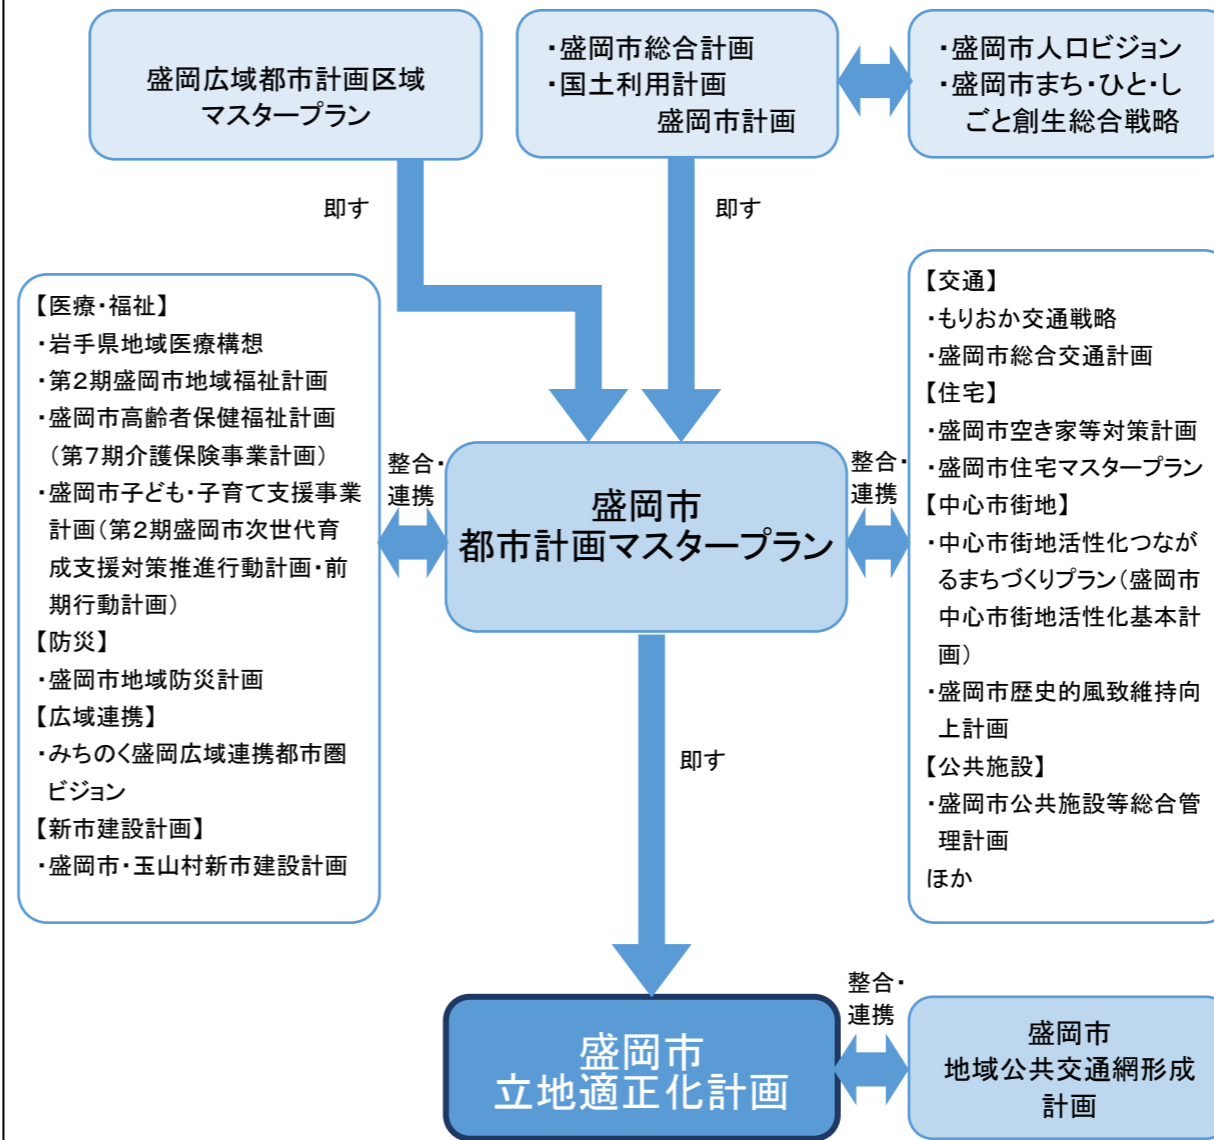 盛岡広域都市計画区域
マスタープラン
・盛岡市総合計画
・国土利用計画
盛岡市計画
・盛岡市人口ビジョン
・盛岡市まち・ひと・し
ごと創生総合戦略
即す
即す
【医療・福祉】
・岩手県地域医療構想
・第2期盛岡市地域福祉計画
・盛岡市高齢者保健福祉計画
(第7期介護保険事業計画)
・盛岡市子ども・子育て支援事業
計画(第2期盛岡市次世代育
成支援対策推進行動計画・前
期行動計画)
【防災】
・盛岡市地域防災計画
【広域連携】
・みちのく盛岡広域連携都市圏
ビジョン
【新市建設計画】
・盛岡市・玉山村新市建設計画
整合・
連携
盛岡市
都市計画マスタープラン
整合・
連携
【交通】
・もりおか交通戦略
・盛岡市総合交通計画
【住宅】
・盛岡市空き家等対策計画
・盛岡市住宅マスタープラン
【中心市街地】
・中心市街地活性化つなが
るまちづくりプラン(盛岡市
中心市街地活性化基本計
画)
・盛岡市歴史的風致維持向
上計画
【公共施設】
・盛岡市公共施設等総合管
理計画
ほか
即す
盛岡市
立地適正化計画
整合・
連携
盛岡市
地域公共交通網形成
計画